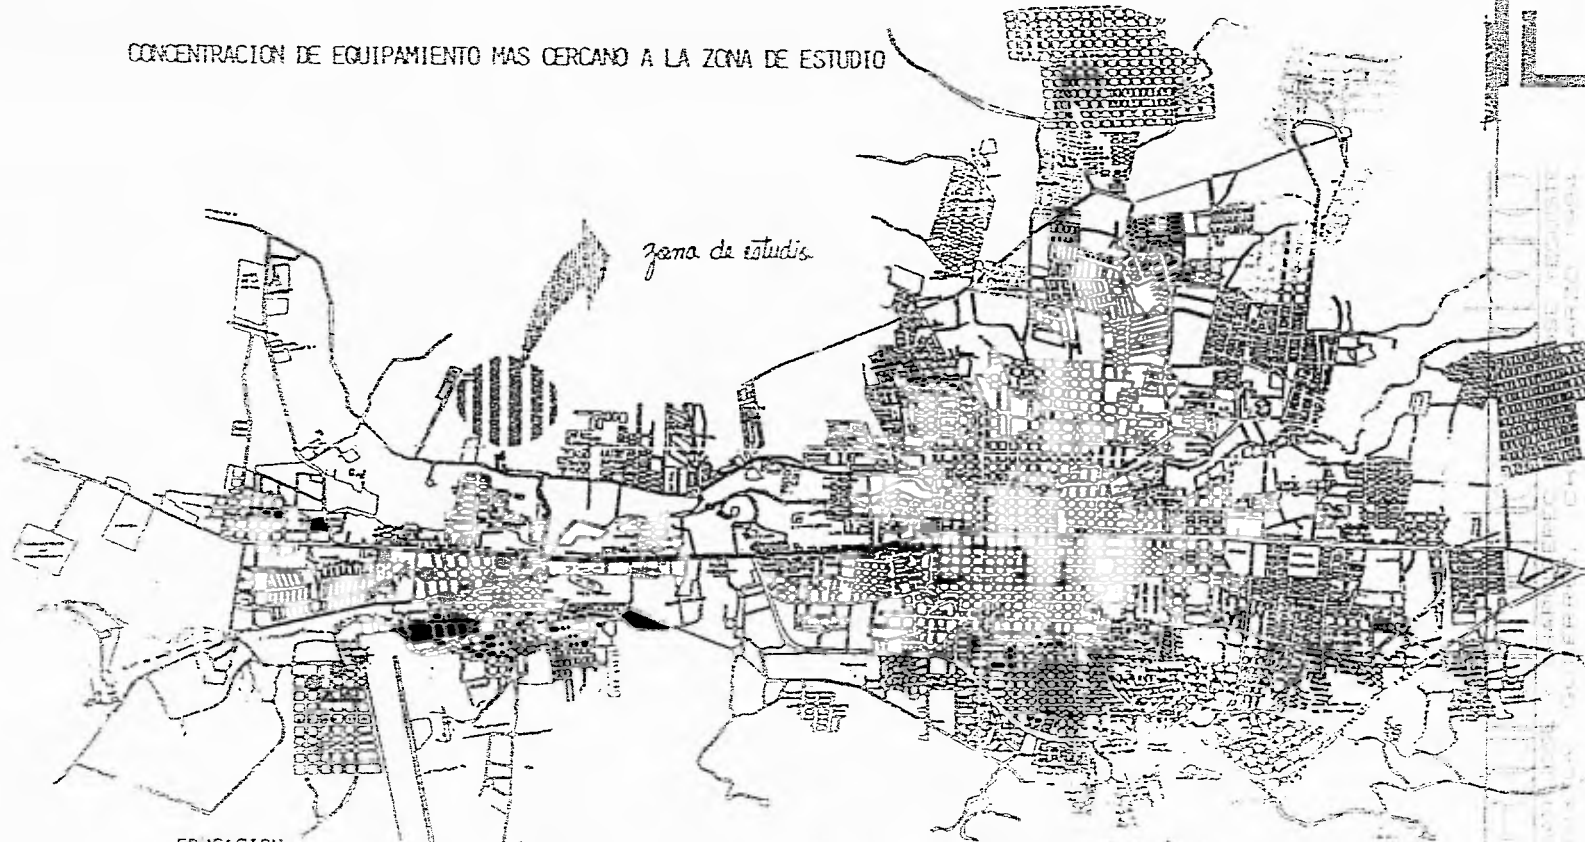 CONCENTRACION DE EQUIPAMIENTO MAS CERCANO A LA ZONA DE ESTUDIO
zona de estudio